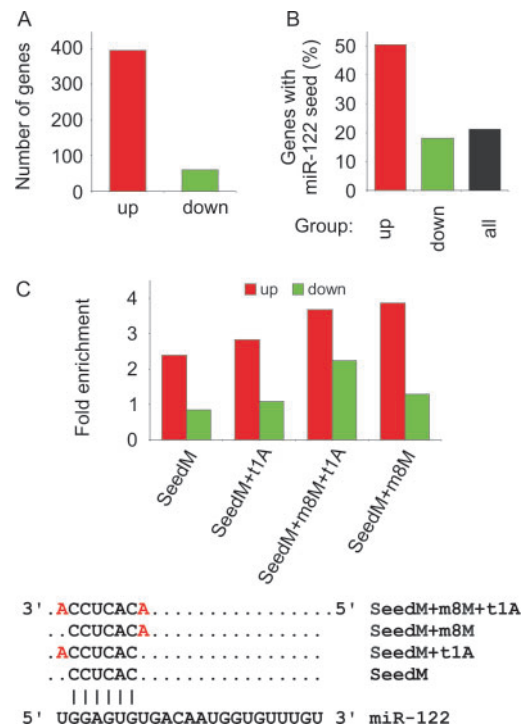 A
Number of genes
400
300
200
100
0
up down
B
Genes with
miR-122 seed (%)
50
40
30
20
10
0
Group: up down all
C
up down
Fold enrichment
4
3
2
1
0
SeedM
SeedM+t1A
SeedM+m8M+t1A
SeedM+m8M
3' ACCUCACA................. 5' SeedM+m8M+t1A
..CCUCACA................. SeedM+m8M
ACCUCAC.................. SeedM+t1A
..CCUCAC.................. SeedM
||||||
5' UGGAGUGUGACAAUGGUGUUUGU 3' miR-122